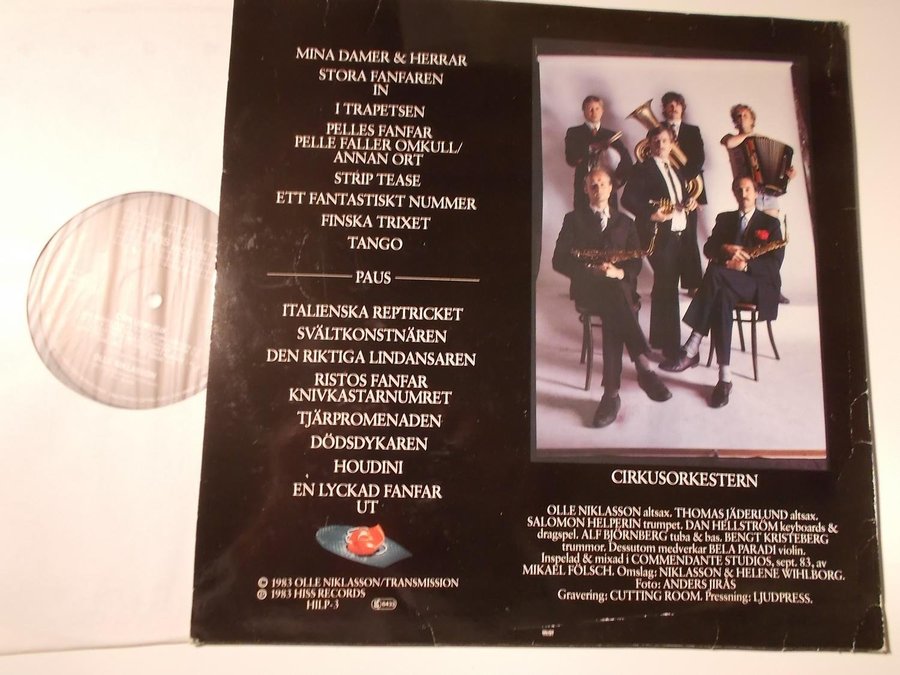 MINA DAMER & HERRAR
STORA FANFAREN
IN
I TRAPETSEN
PELLES FANFAR
PELLE FALLER OMKULL/
ANNAN ORT
STRIP TEASE
ETT FANTASTISKT NUMMER
FINSKA TRIXET
TANGO
PAUS
ITALIENSKA REPTRICKET
SVÄLTKONSTNÄREN
DEN RIKTIGA LINDANSAREN
RISTOS FANFAR
KNIVKASTARNUMRET
TJÄRPROMENADEN
DÖDSDYKAREN
HOUDINI
EN LYCKAD FANFAR
UT
© 1983 OLLE NIKLASSON/TRANSMISSION
℗ 1983 HISS RECORDS
HILP-3
CIRKUSORKESTERN
OLLE NIKLASSON altsax. THOMAS JÄDERLUND altsax.
SALOMON HELPERIN trumpet. DAN HELLSTRÖM keyboards &
dragspel. ALF BJÖRNBERG tuba & bas. BENGT KRISTEBERG
trummor. Dessutom medverkar BELA PARADI violin.
Inspelad & mixad i COMMENDANTE STUDIOS, sept. 83, av
MIKAEL FÖLSCH. Omslag: NIKLASSON & HELENE WIHLBORG.
Foto: ANDERS JIRÅS
Gravering: CUTTING ROOM. Pressning: LJUDPRESS.